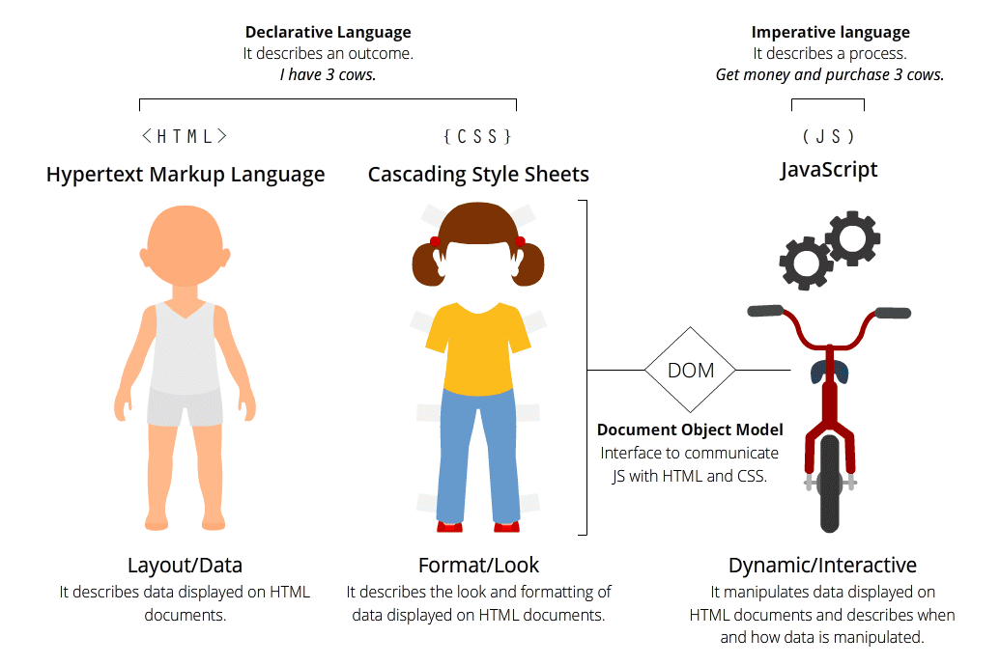 Declarative Language
It describes an outcome.
I have 3 cows.
Imperative language
It describes a process.
Get money and purchase 3 cows.
<HTML>
Hypertext Markup Language
{CSS}
Cascading Style Sheets
(JS)
JavaScript
DOM
Document Object Model
Interface to communicate
JS with HTML and CSS.
Layout/Data
It describes data displayed on HTML
documents.
Format/Look
It describes the look and formatting of
data displayed on HTML documents.
Dynamic/Interactive
It manipulates data displayed on
HTML documents and describes when
and how data is manipulated.